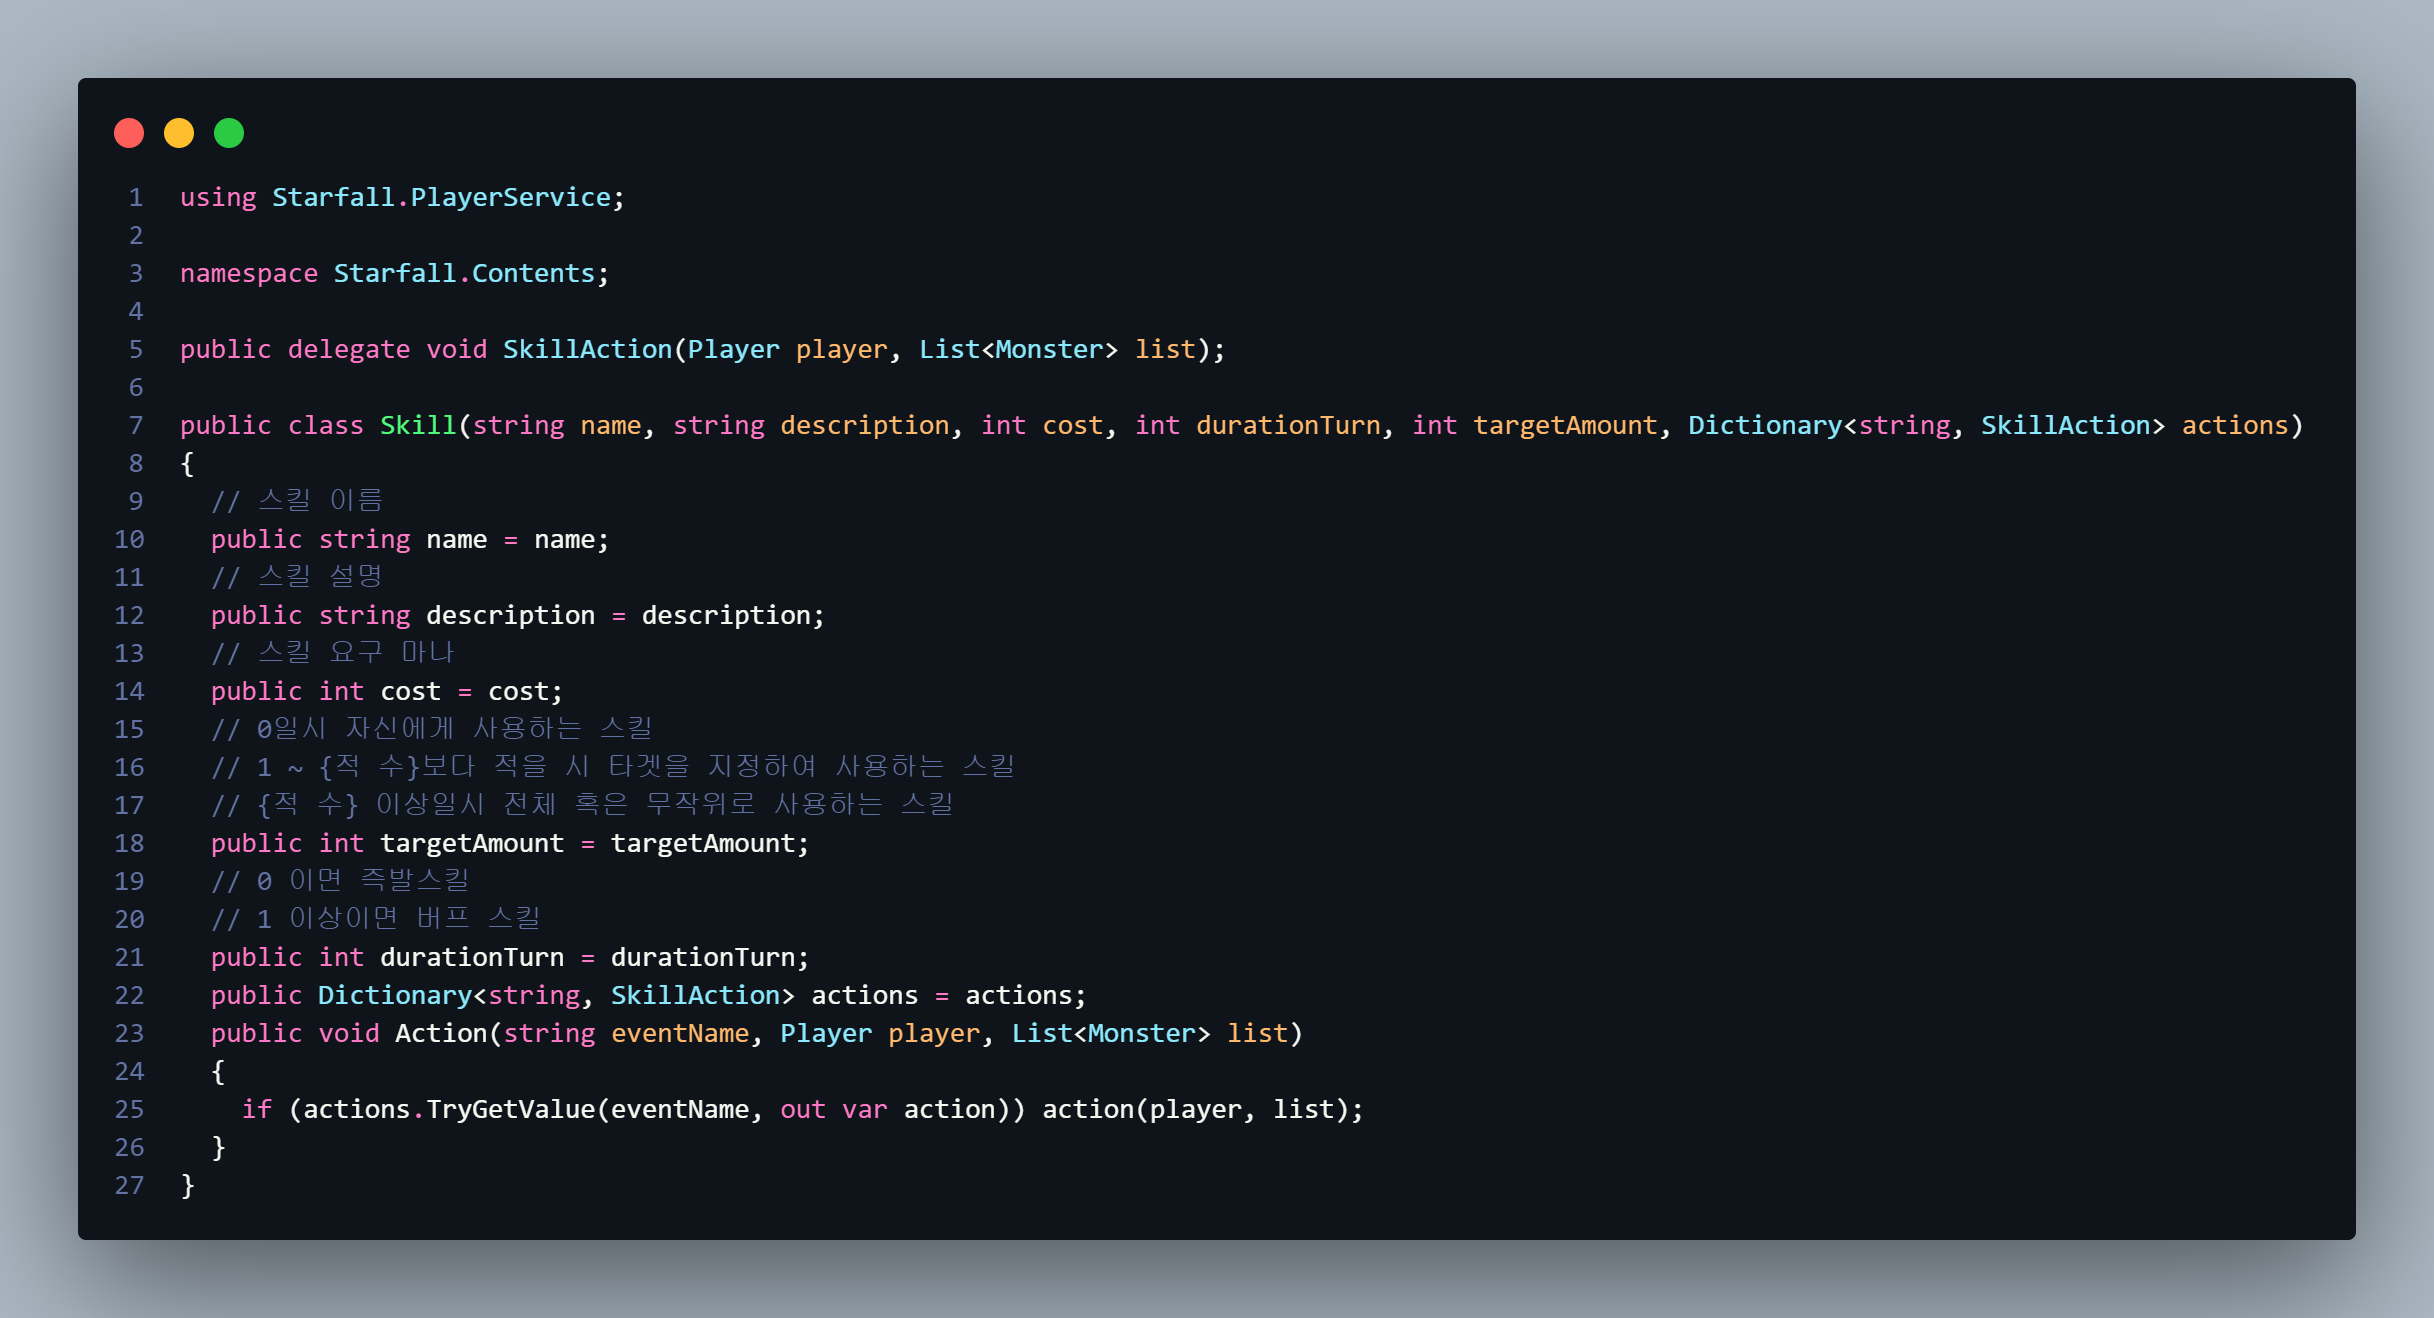 1 using Starfall.PlayerService;
2
3 namespace Starfall.Contents;
4
5 public delegate void SkillAction(Player player, List<Monster> list);
6
7 public class Skill(string name, string description, int cost, int durationTurn, int targetAmount, Dictionary<string, SkillAction> actions)
8 {
9 // 스킬 이름
10 public string name = name;
11 // 스킬 설명
12 public string description = description;
13 // 스킬 요구 마나
14 public int cost = cost;
15 // 0일시 자신에게 사용하는 스킬
16 // 1 ~ {적 수}보다 적을 시 타겟을 지정하여 사용하는 스킬
17 // {적 수} 이상일시 전체 혹은 무작위로 사용하는 스킬
18 public int targetAmount = targetAmount;
19 // 0 이면 즉발스킬
20 // 1 이상이면 버프 스킬
21 public int durationTurn = durationTurn;
22 public Dictionary<string, SkillAction> actions = actions;
23 public void Action(string eventName, Player player, List<Monster> list)
24 {
25 if (actions.TryGetValue(eventName, out var action)) action(player, list);
26 }
27 }